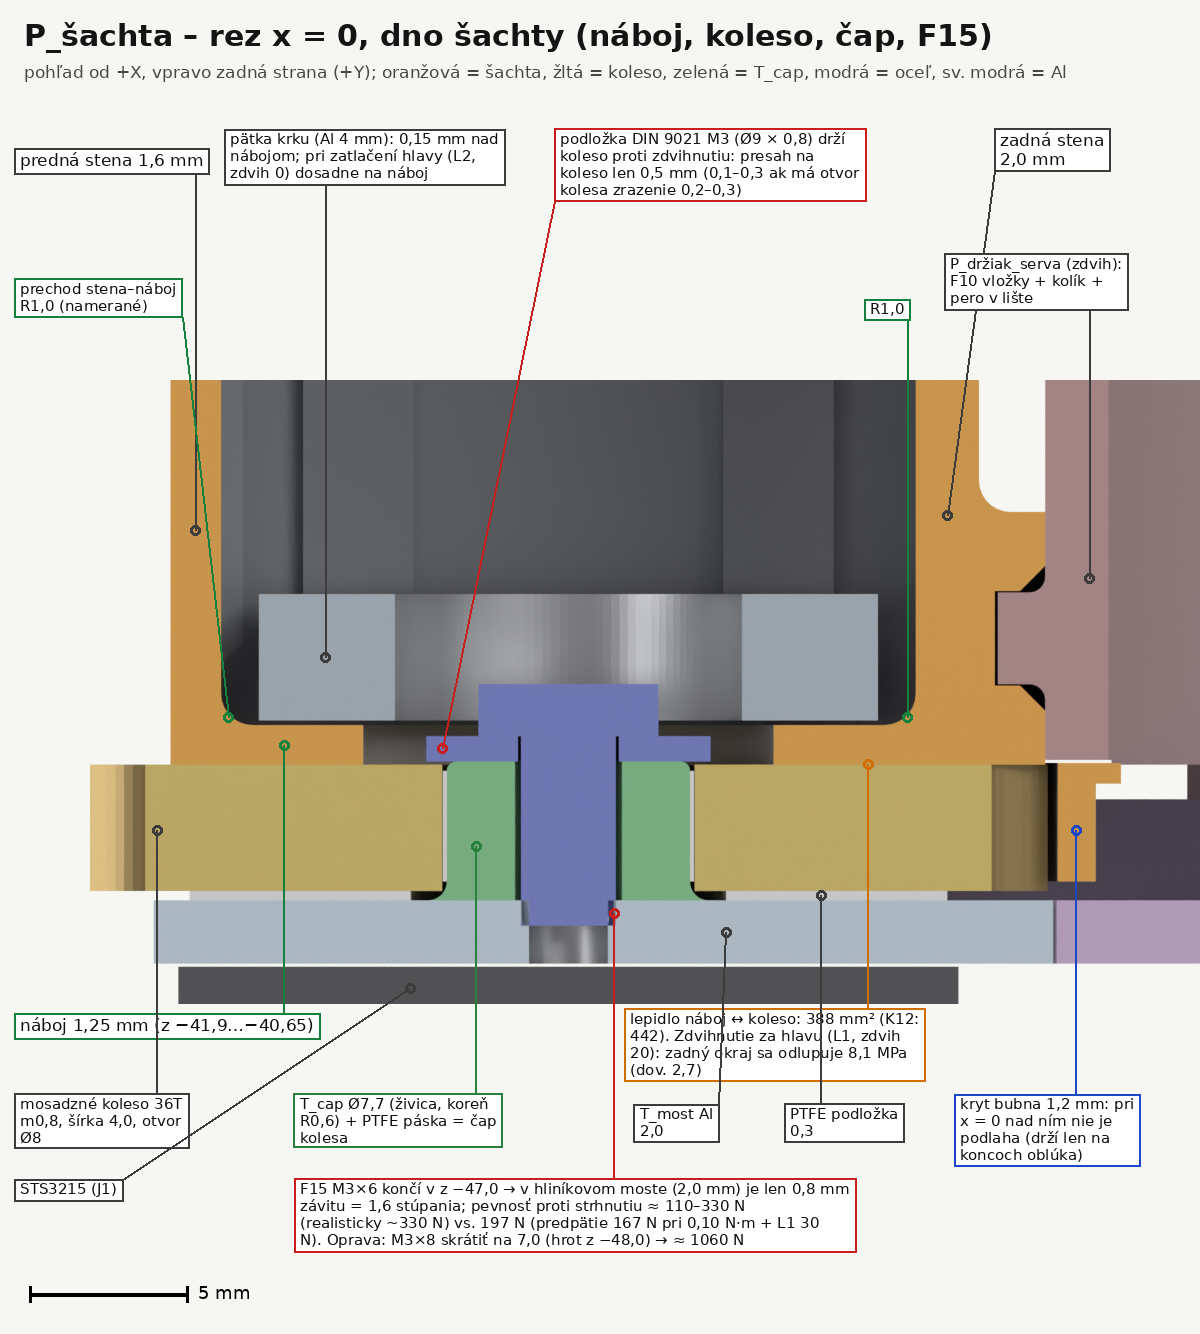 P_šachta – rez x = 0, dno šachty (náboj, koleso, čap, F15)
pohľad od +X, vpravo zadná strana (+Y); oranžová = šachta, žltá = koleso, zelená = T_cap, modrá = oceľ, sv. modrá = Al
predná stena 1,6 mm
pätka krku (Al 4 mm): 0,15 mm nad
nábojom; pri zatlačení hlavy (L2,
zdvih 0) dosadne na náboj
podložka DIN 9021 M3 (Ø9 × 0,8) drží
koleso proti zdvihnutiu: presah na
koleso len 0,5 mm (0,1–0,3 ak má otvor
kolesa zrazenie 0,2–0,3)
zadná stena
2,0 mm
P_držiak_serva (zdvih):
F10 vložky + kolík +
pero v lište
prechod stena–náboj
R1,0 (namerané)
R1,0
náboj 1,25 mm (z −41,9…−40,65)
lepidlo náboj ↔ koleso: 388 mm² (K12:
442). Zdvihnutie za hlavu (L1, zdvih
20): zadný okraj sa odlupuje 8,1 MPa
(dov. 2,7)
mosadzné koleso 36T
m0,8, šírka 4,0, otvor
Ø8
T_cap Ø7,7 (živica, koreň
R0,6) + PTFE páska = čap
kolesa
T_most Al
2,0
PTFE podložka
0,3
kryt bubna 1,2 mm: pri
x = 0 nad ním nie je
podlaha (drží len na
koncoch oblúka)
STS3215 (J1)
F15 M3×6 končí v z −47,0 → v hliníkovom moste (2,0 mm) je len 0,8 mm
závitu = 1,6 stúpania; pevnosť proti strhnutiu ≈ 110–330 N
(realisticky ~330 N) vs. 197 N (predpätie 167 N pri 0,10 N·m + L1 30
N). Oprava: M3×8 skrátiť na 7,0 (hrot z −48,0) → ≈ 1060 N
5 mm